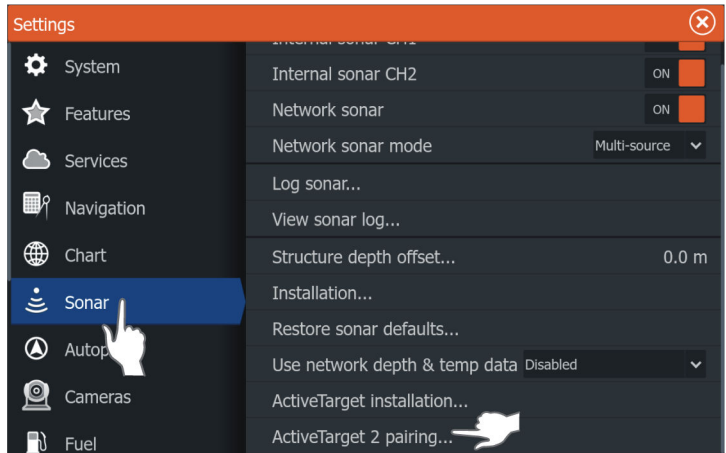 Settings
System
Features
Services
Navigation
Chart
Sonar
Cameras
Fuel
Internal sonar CH2 ON
Network sonar ON
Network sonar mode Multi-source
Log sonar...
View sonar log...
Structure depth offset... 0.0 m
Installation...
Restore sonar defaults...
Use network depth & temp data Disabled
ActiveTarget installation...
ActiveTarget 2 pairing...